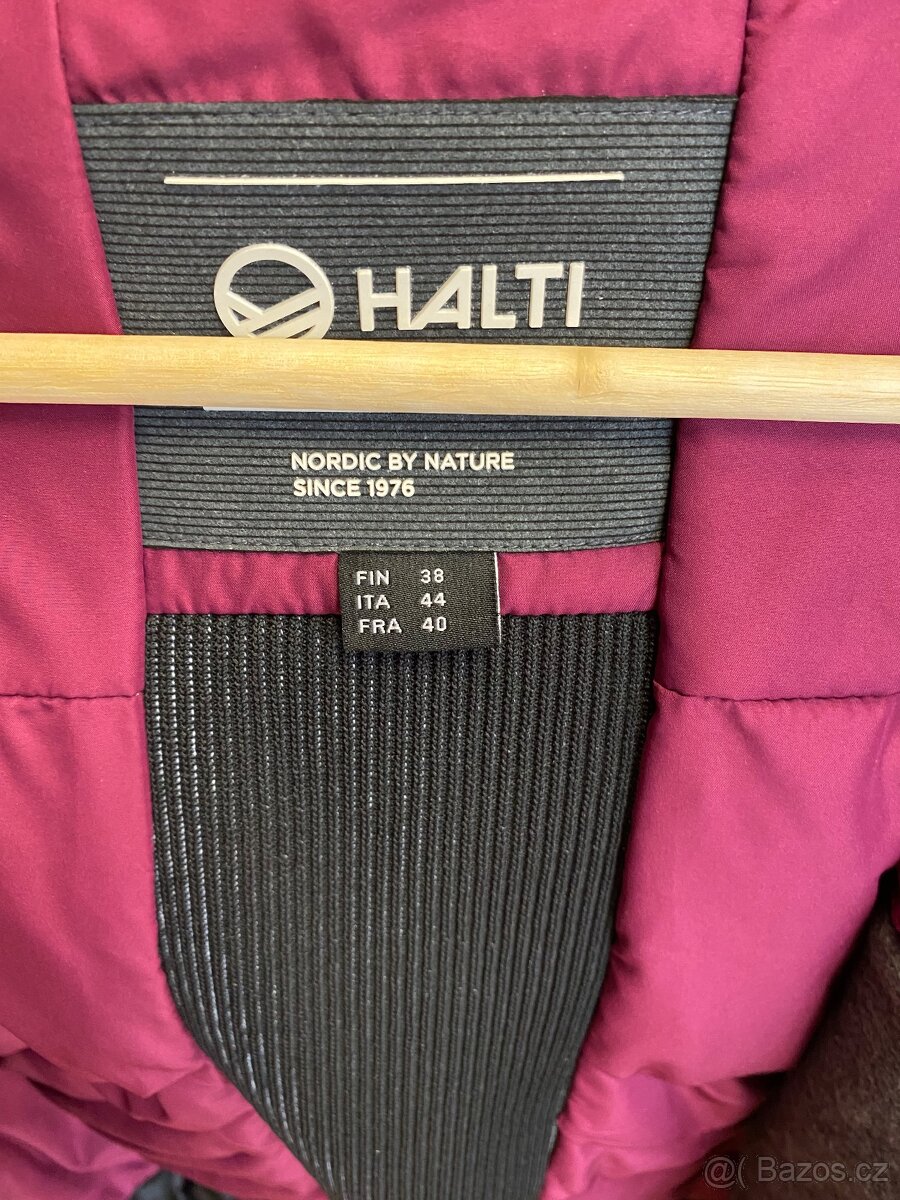 HALTI
NORDIC BY NATURE
SINCE 1976
FIN 38
ITA 44
FRA 40
@( Bazos.cz